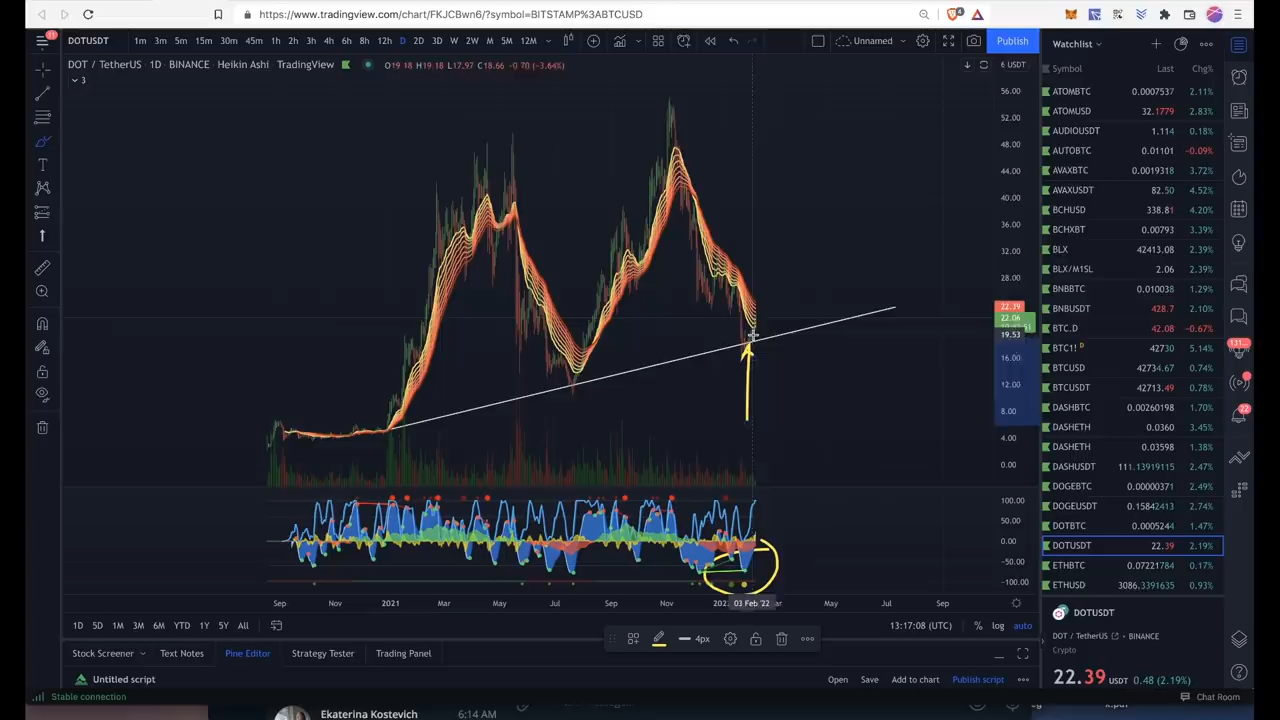 https://www.tradingview.com/chart/FKJCBwn6/?symbol=BITSTAMP%3ABTCUSD
11
DOTUSDT 1m 3m 5m 15m 30m 45m 1h 2h 3h 4h 6h 8h 12h D 2D 3D W 2W M 5M 12M Unnamed Publish
Watchlist
DOT / TetherUS 1D BINANCE Heikin Ashi TradingView O19.18 H19.18 L17.97 C18.66 -0.70 (-3.64%)
3
6 USDT
56.00
52.00
48.00
44.00
40.00
36.00
32.00
28.00
22.39
22.06
19.53
16.00
12.00
8.00
4.00
0.00
100.00
50.00
0.00
-50.00
-100.00
Sep Nov 2021 Mar May Jul Sep Nov 03 Feb '22 May Jul Sep
1D 5D 1M 3M 6M YTD 1Y 5Y All 13:17:08 (UTC) % log auto
4px
Stock Screener Text Notes Pine Editor Strategy Tester Trading Panel
Untitled script Open Save Add to chart Publish script
Stable connection
Symbol Last Chg%
ATOMBTC 0.0007537 2.11%
ATOMUSD 32.1779 2.83%
AUDIOUSDT 1.114 0.18%
AUTOBTC 0.01101 -0.09%
AVAXBTC 0.0019318 3.72%
AVAXUSDT 82.50 4.52%
BCHUSD 338.81 4.20%
BCHXBT 0.00793 3.39%
BLX 42413.08 2.39%
BLX/M1SL 2.06 2.39%
BNBBTC 0.010038 1.29%
BNBUSDT 428.7 2.10%
BTC.D 42.08 -0.67%
BTC1! D 42730 5.14%
BTCUSD 42734.67 0.74%
BTCUSDT 42713.49 0.78%
DASHBTC 0.00260198 1.70%
DASHETH 0.0360 3.45%
DASHETH 0.03598 1.38%
DASHUSDT 111.13919115 2.47%
DOGEBTC 0.00000371 2.49%
DOGEUSDT 0.15842413 2.74%
DOTBTC 0.0005244 1.47%
DOTUSDT 22.39 2.19%
ETHBTC 0.07221784 0.17%
ETHUSD 3086.3391635 0.93%
DOTUSDT
DOT / TetherUS BINANCE
Crypto
22.39 USDT 0.48 (2.19%)
22
Chat Room
Ekaterina Kostevich 6:14 AM